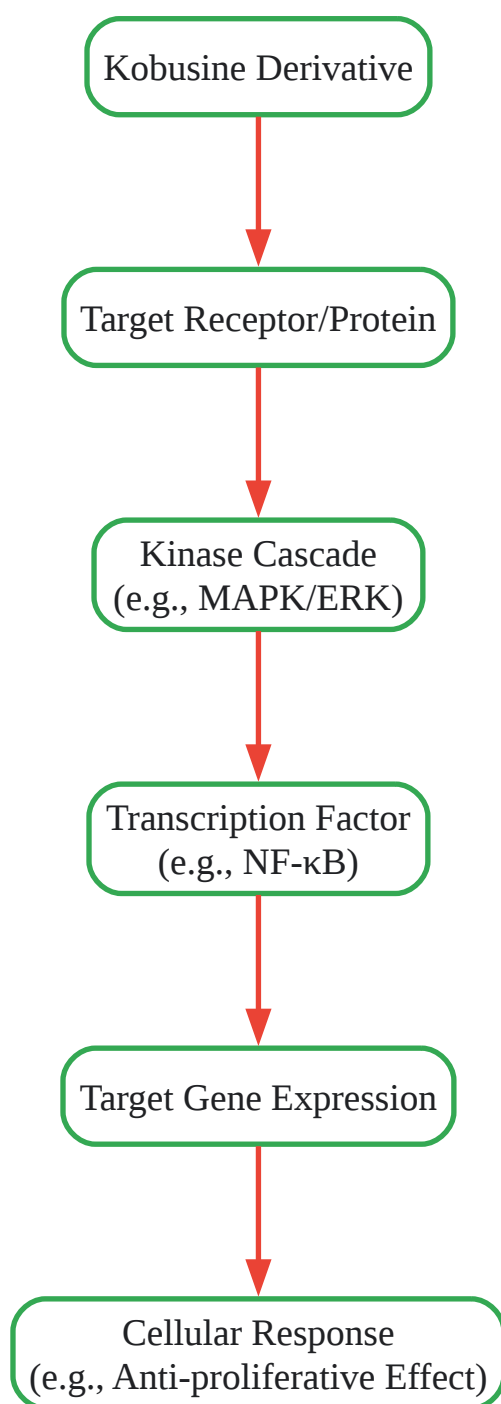 Kobusine Derivative
Target Receptor/Protein
Kinase Cascade
(e.g., MAPK/ERK)
Transcription Factor
(e.g., NF-κB)
Target Gene Expression
Cellular Response
(e.g., Anti-proliferative Effect)